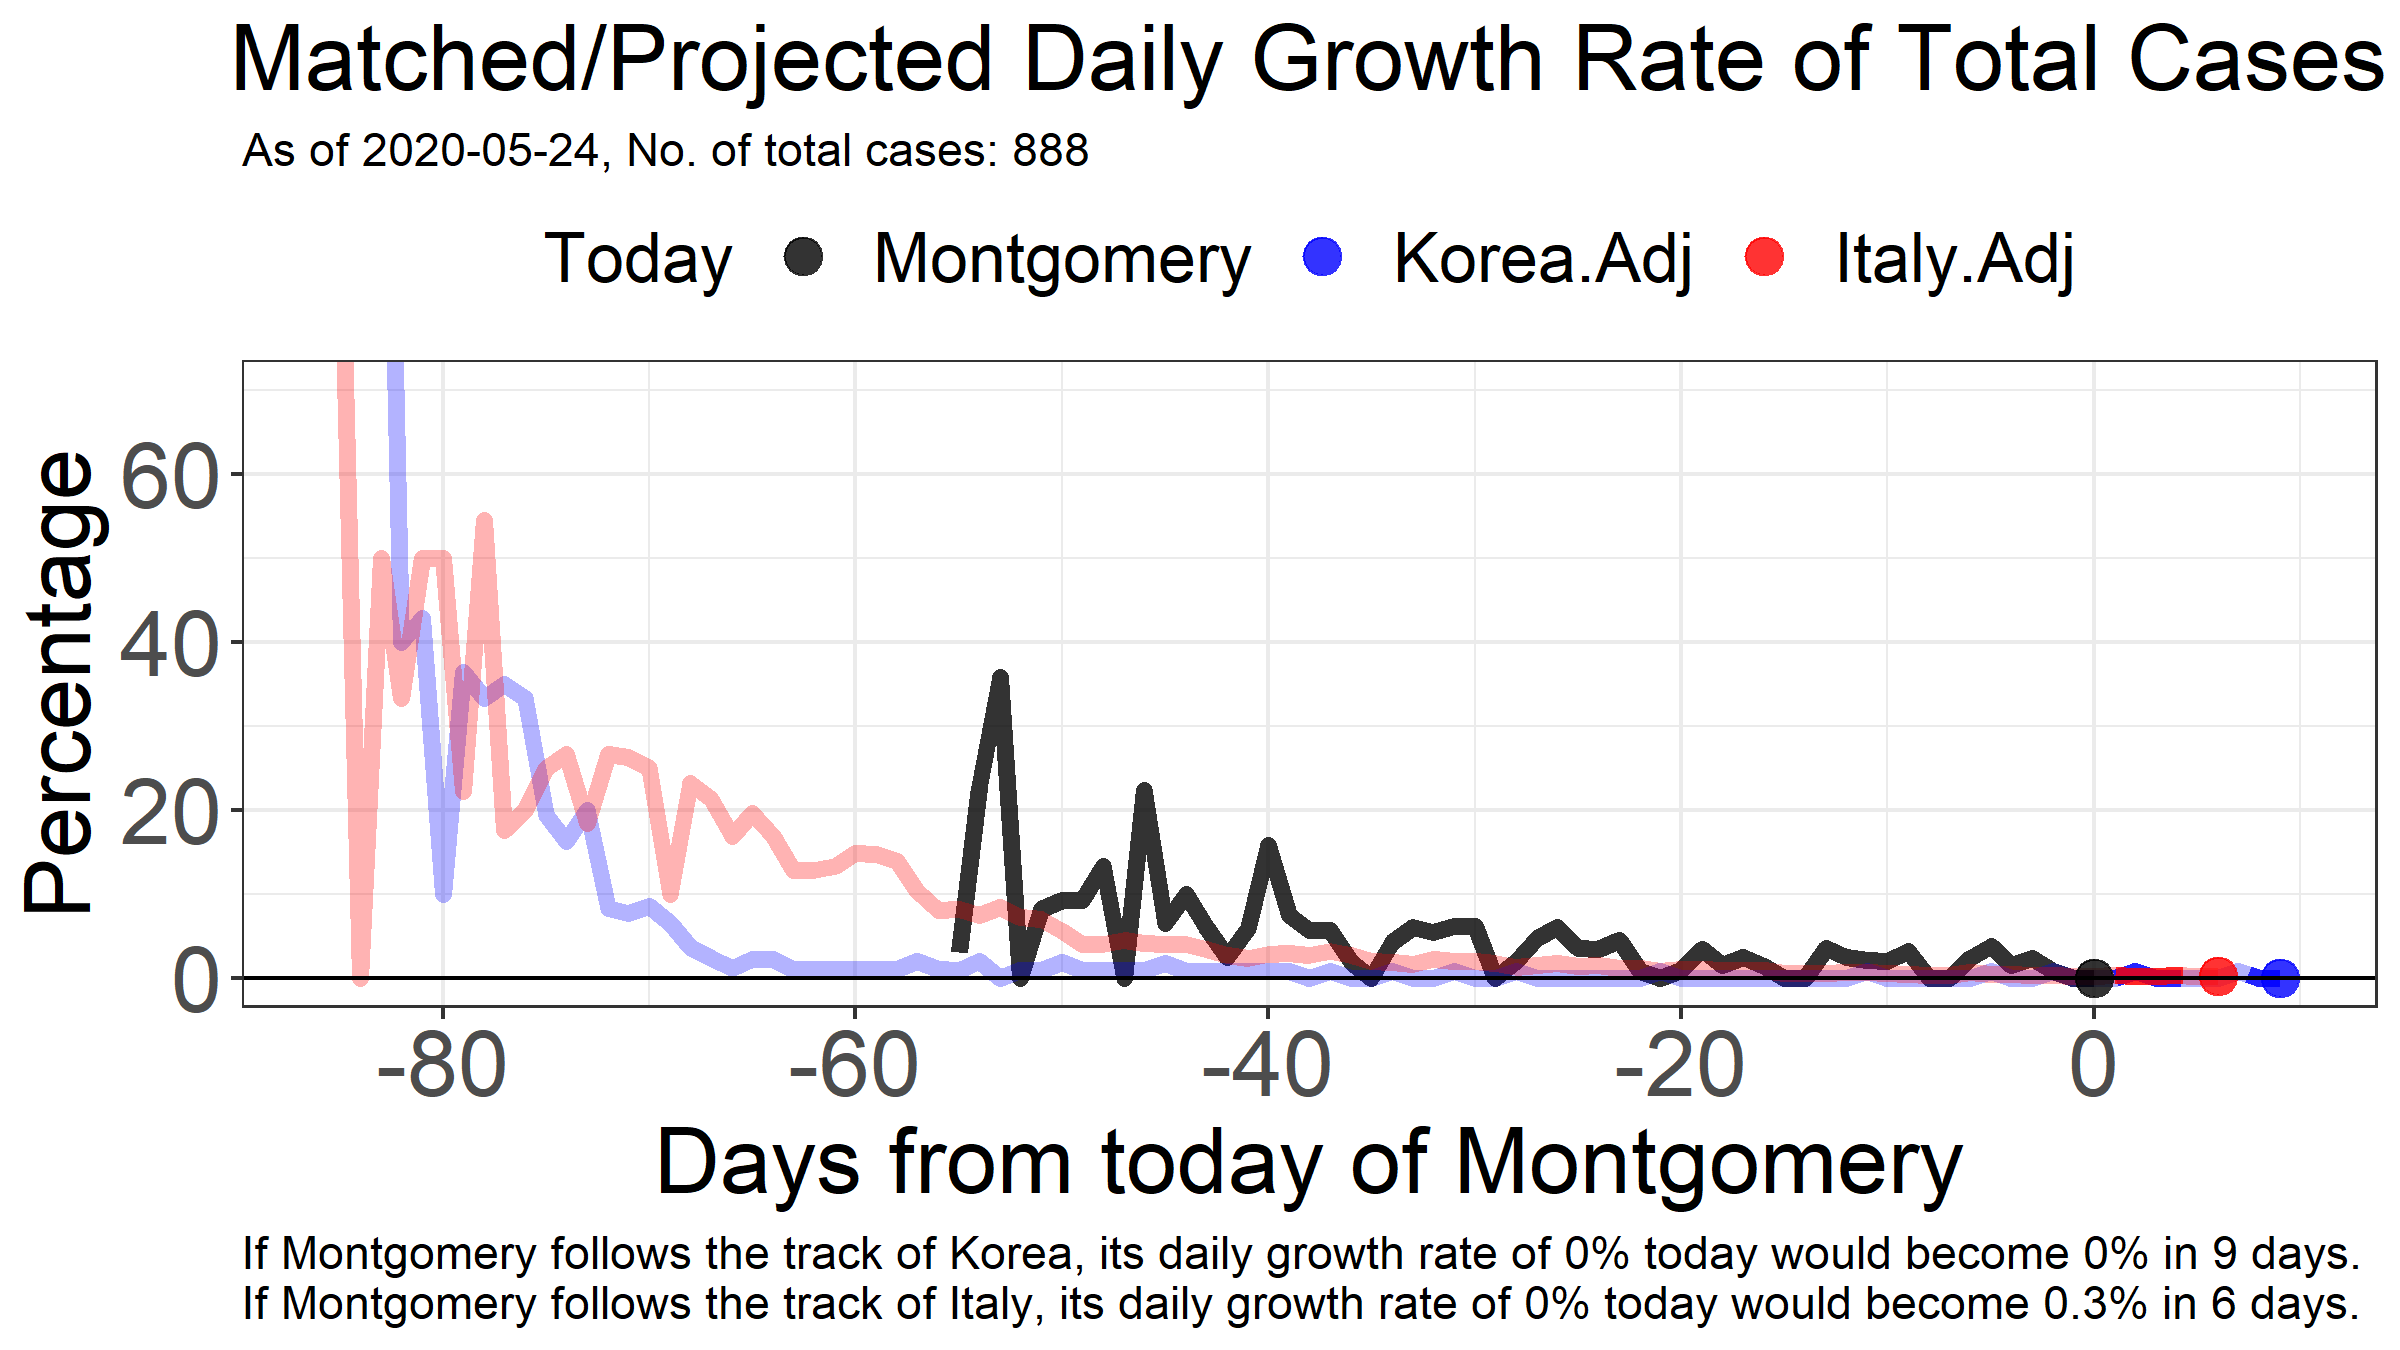 Matched/Projected Daily Growth Rate of Total Cases
As of 2020-05-24, No. of total cases: 888
Today Montgomery Korea.Adj Italy.Adj
Percentage
60
40
20
0
-80 -60 -40 -20 0
Days from today of Montgomery
If Montgomery follows the track of Korea, its daily growth rate of 0% today would become 0% in 9 days.
If Montgomery follows the track of Italy, its daily growth rate of 0% today would become 0.3% in 6 days.